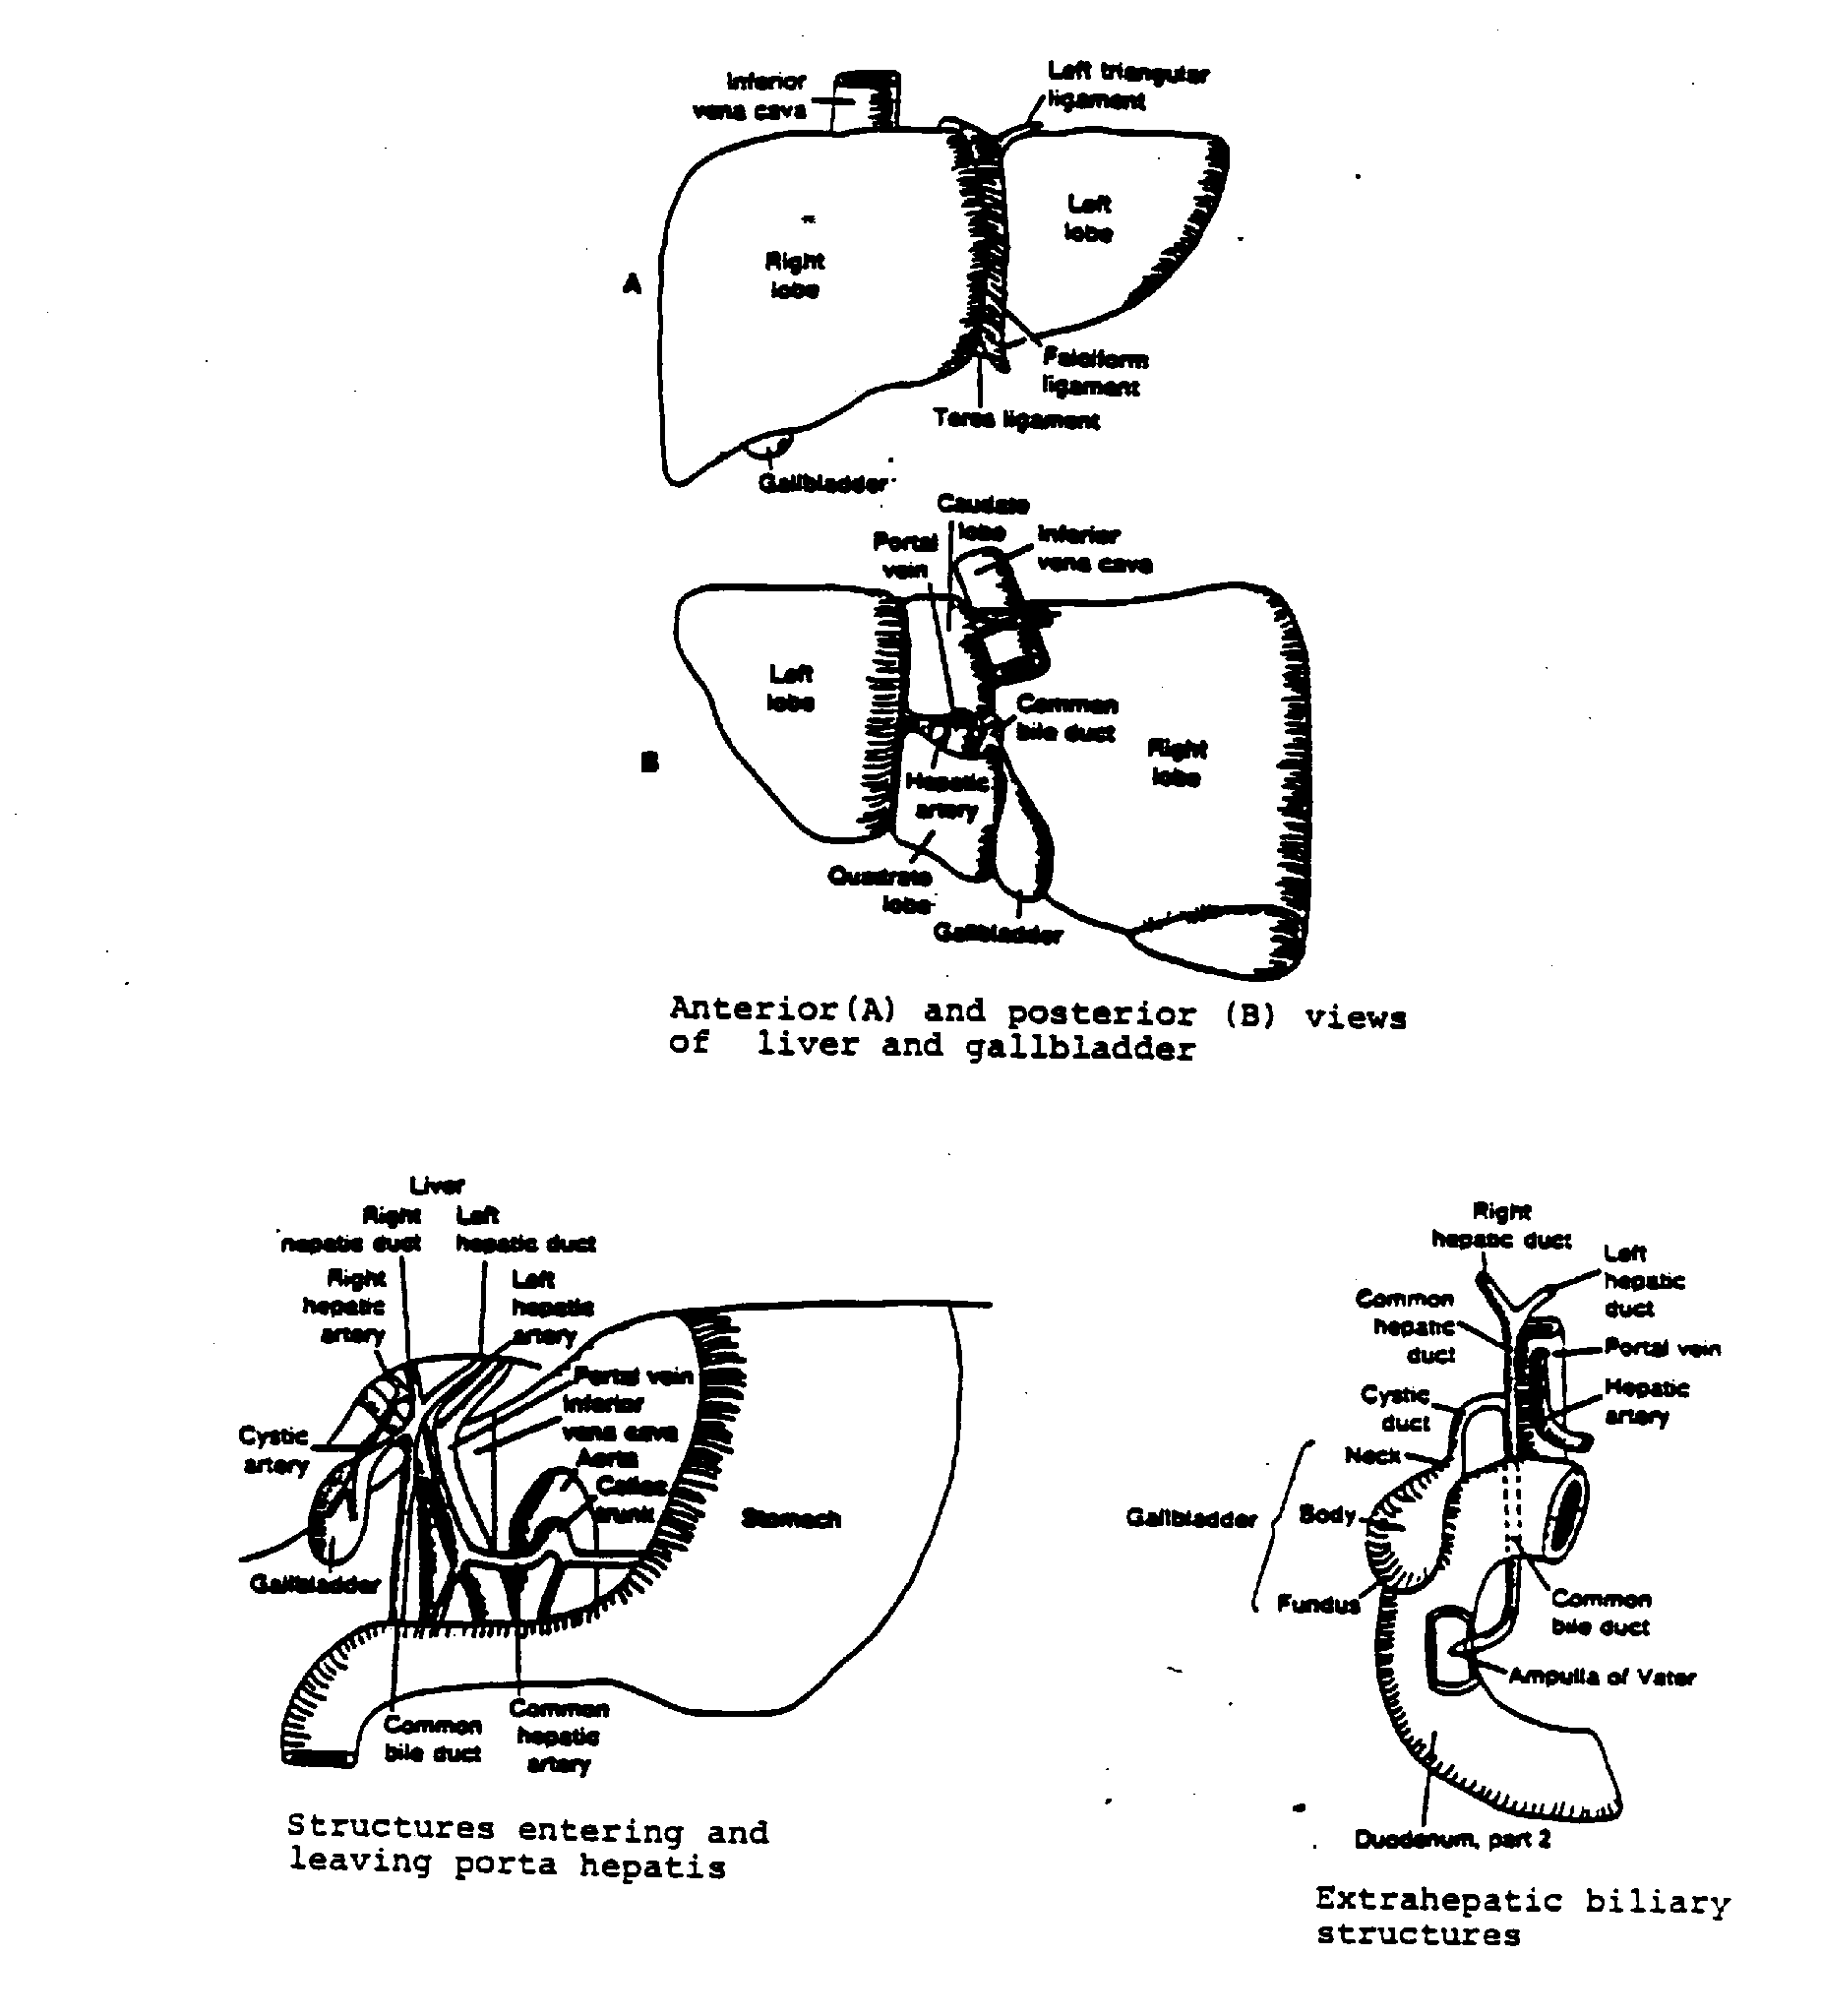 Inferior
vena cava
Left triangular
ligament
Left
lobe
Right
lobe
A
Falciform
ligament
Teres ligament
Gallbladder
Caudate
lobe
Portal
vein
Inferior
vena cava
Left
lobe
Common
bile duct
Right
lobe
B
Hepatic
artery
Quadrate
lobe
Gallbladder
Anterior(A) and posterior (B) views
of liver and gallbladder
Liver
Right
hepatic duct
Left
hepatic duct
Right
hepatic
artery
Left
hepatic
artery
Portal vein
Inferior
vena cava
Cystic
artery
Aorta
Celiac
trunk
Stomach
Gallbladder
Common
bile duct
Common
hepatic
artery
Structures entering and
leaving porta hepatis
Right
hepatic duct
Left
hepatic
duct
Common
hepatic
duct
Portal vein
Cystic
duct
Hepatic
artery
Neck
Gallbladder
Body
Fundus
Common
bile duct
Ampulla of Vater
Duodenum, part 2
Extrahepatic biliary
structures